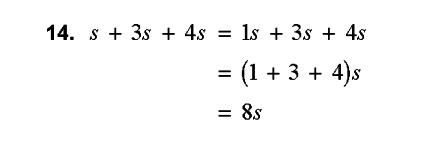 14. s + 3s + 4s = 1s + 3s + 4s
= (1 + 3 + 4)s
= 8s